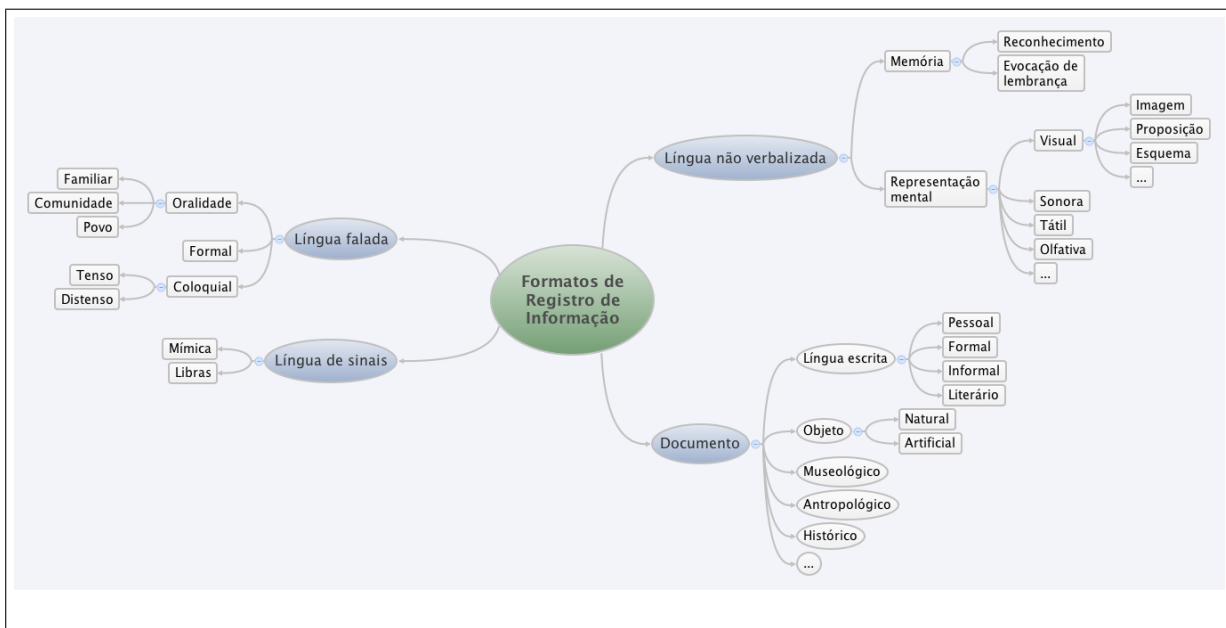 Formatos de
Registro de
Informação
Língua não verbalizada
Memória
Reconhecimento
Evocação de
lembrança
Representação
mental
Visual
Imagem
Proposição
Esquema
...
Sonora
Tátil
Olfativa
...
Documento
Língua escrita
Pessoal
Formal
Informal
Literário
Objeto
Natural
Artificial
Museológico
Antropológico
Histórico
...
Língua falada
Oralidade
Familiar
Comunidade
Povo
Formal
Coloquial
Tenso
Distenso
Língua de sinais
Mímica
Libras